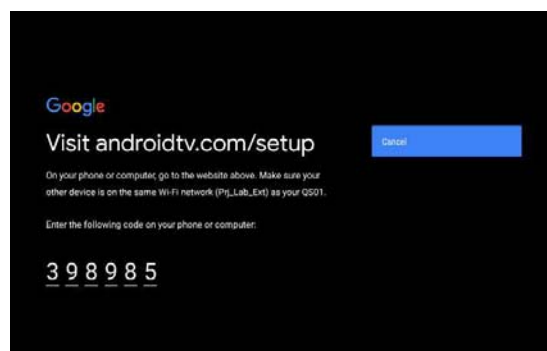 Google
Visit androidtv.com/setup
Cancel
On your phone or computer, go to the website above. Make sure your
other device is on the same Wi-Fi network (Prj_Lab_Ext) as your QS01.
Enter the following code on your phone or computer:
398985